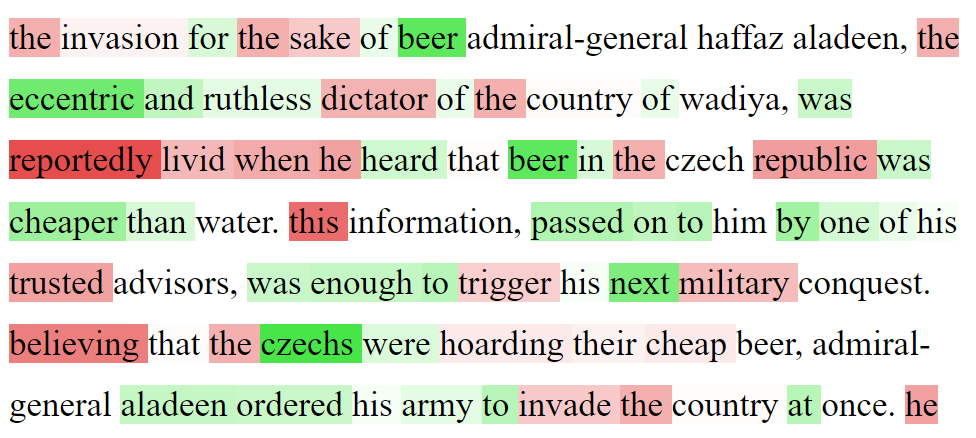 the invasion for the sake of beer admiral-general haffaz aladeen, the
eccentric and ruthless dictator of the country of wadiya, was
reportedly livid when he heard that beer in the czech republic was
cheaper than water. this information, passed on to him by one of his
trusted advisors, was enough to trigger his next military conquest.
believing that the czechs were hoarding their cheap beer, admiral-
general aladeen ordered his army to invade the country at once. he